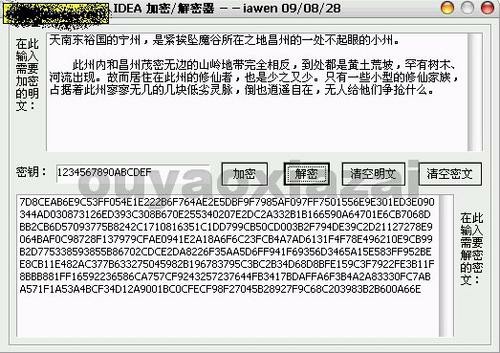 IDEA 加密/解密器 －－iawen 09/08/28
在此输入需要加密的明文：
天南东裕国的宁州，是紧挨坠魔谷所在之地昌州的一处不起眼的小州。
此州内和昌州茂密无边的山岭地带完全相反，到处都是黄土荒坡，罕有树木、
河流出现。故而居住在此州的修仙者，也是少之又少。只有一些小型的修仙家族，
占据着此州寥寥无几的几块低劣灵脉，倒也逍遥自在，无人给他们争抢什么。
密钥： 1234567890ABCDEF 加密 解密 清空明文 清空密文
ouyaoxiazai
7D8CEAB6E9C53FF054E1E222B6F764AE2E5DBF9F7985AF097FF7501556E9E301ED3E090
344AD030873126ED393C308B670E255340207E2DC2A332B1B166590A64701E6CB7068D
BB2CB6D57093775B8242C1710816351C1DD799CB50CD003B2F794DE39C2D21127278E9
064BAF0C98728F137979CFAE0941E2A18A6F6C23FCB4A7AD6131F4F78E496210E9CB99
B2D775338593855B86702CDCE2DA8226F35AA5D6FF941F69356D3465A15E583FF952BE
E8CB11E482AC377B633275045982B196783795C3BC2B34D68D8BFE159C3F7922FE3B11F
8BBB881FF16592236586CA757CF9243257237644FB3417BDAFFA6F3B4A2A83330FC7AB
A571F1A53A4BCF34D12A9001BC0CFECF98F27045B28927F9C68C203983B2B600A66E
在此输入需要解密的密文：